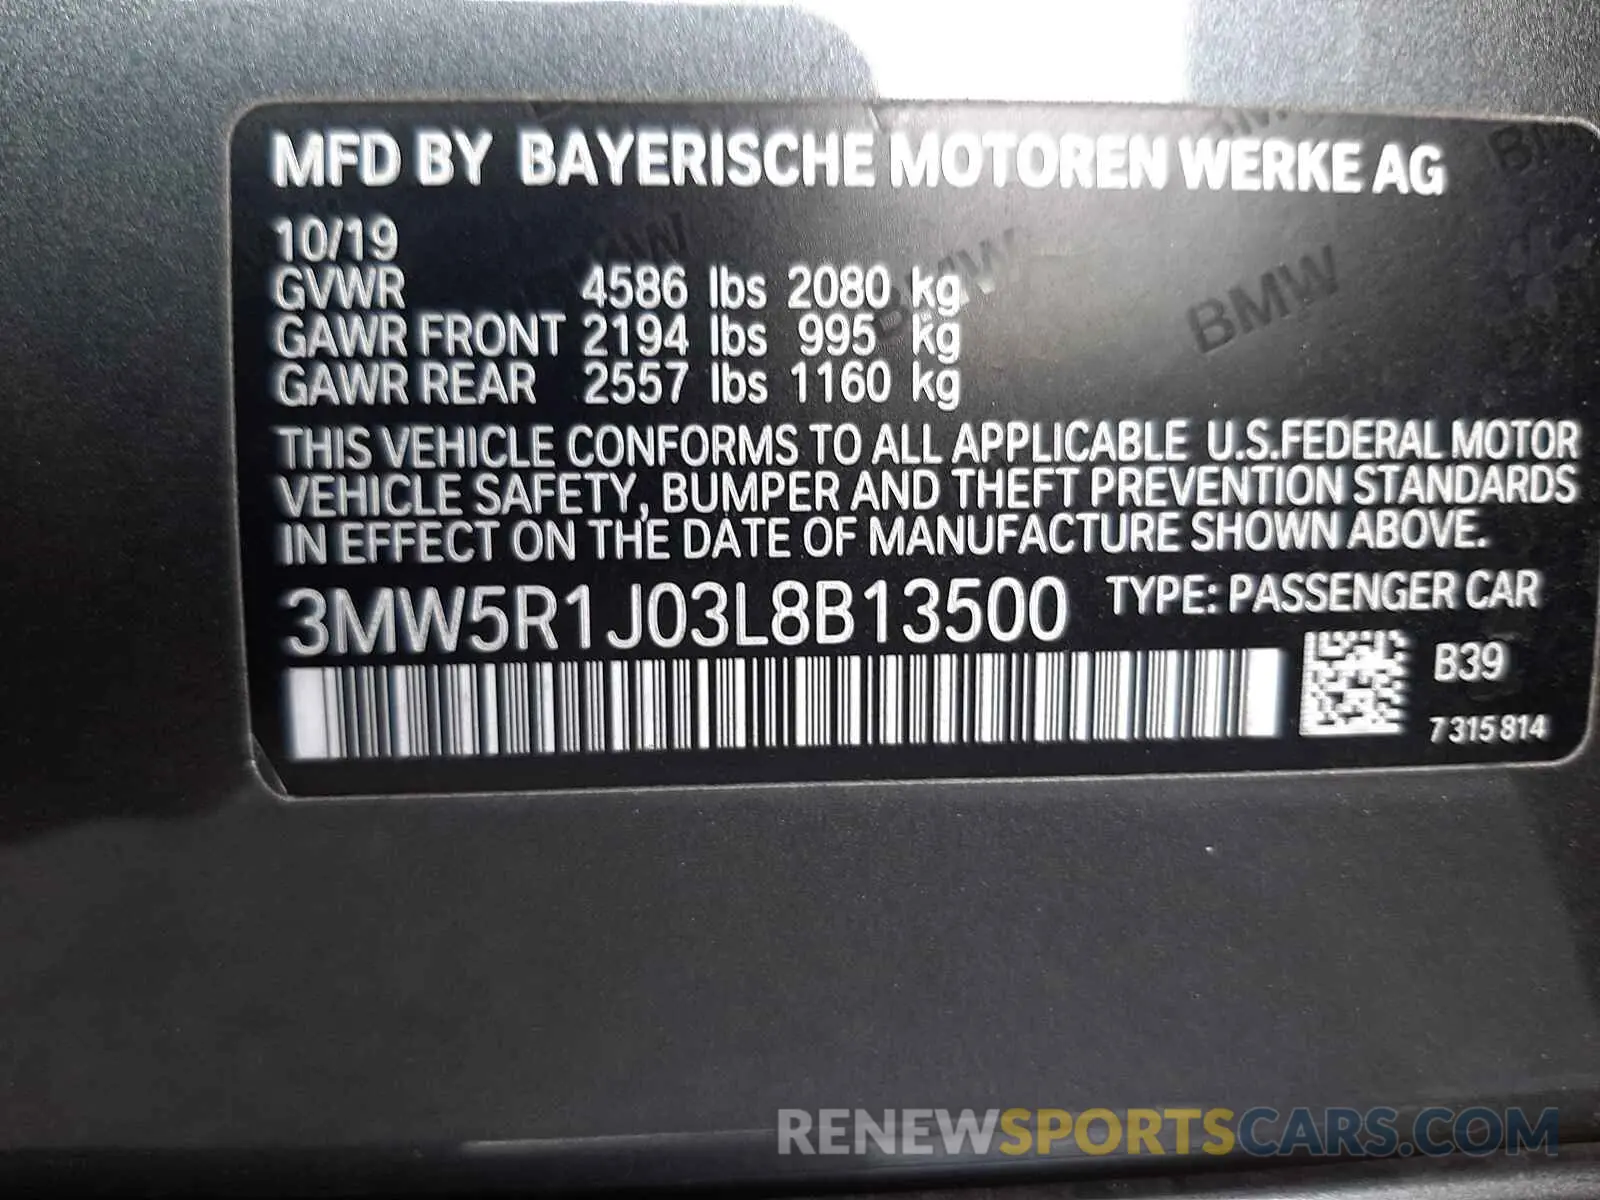 MFD BY BAYERISCHE MOTOREN WERKE AG
10/19
GVWR 4586 lbs 2080 kg
GAWR FRONT 2194 lbs 995 kg
GAWR REAR 2557 lbs 1160 kg
THIS VEHICLE CONFORMS TO ALL APPLICABLE U.S.FEDERAL MOTOR
VEHICLE SAFETY, BUMPER AND THEFT PREVENTION STANDARDS
IN EFFECT ON THE DATE OF MANUFACTURE SHOWN ABOVE.
3MW5R1J03L8B13500 TYPE: PASSENGER CAR
B39
7315814
BMW
BMW
RENEWSPORTSCARS.COM